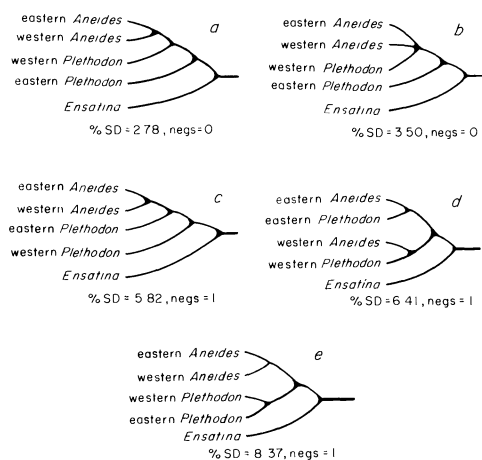 a
eastern Aneides
western Aneides
western Plethodon
eastern Plethodon
Ensatina
% SD = 278, negs=0
b
eastern Aneides
western Aneides
western Plethodon
eastern Plethodon
Ensatina
% SD = 3 50, negs=0
c
eastern Aneides
western Aneides
eastern Plethodon
western Plethodon
Ensatina
% SD = 5 82, negs=1
d
eastern Aneides
eastern Plethodon
western Aneides
western Plethodon
Ensatina
% SD = 6 41, negs=1
e
eastern Aneides
western Aneides
western Plethodon
eastern Plethodon
Ensatina
% SD = 8 37, negs=1